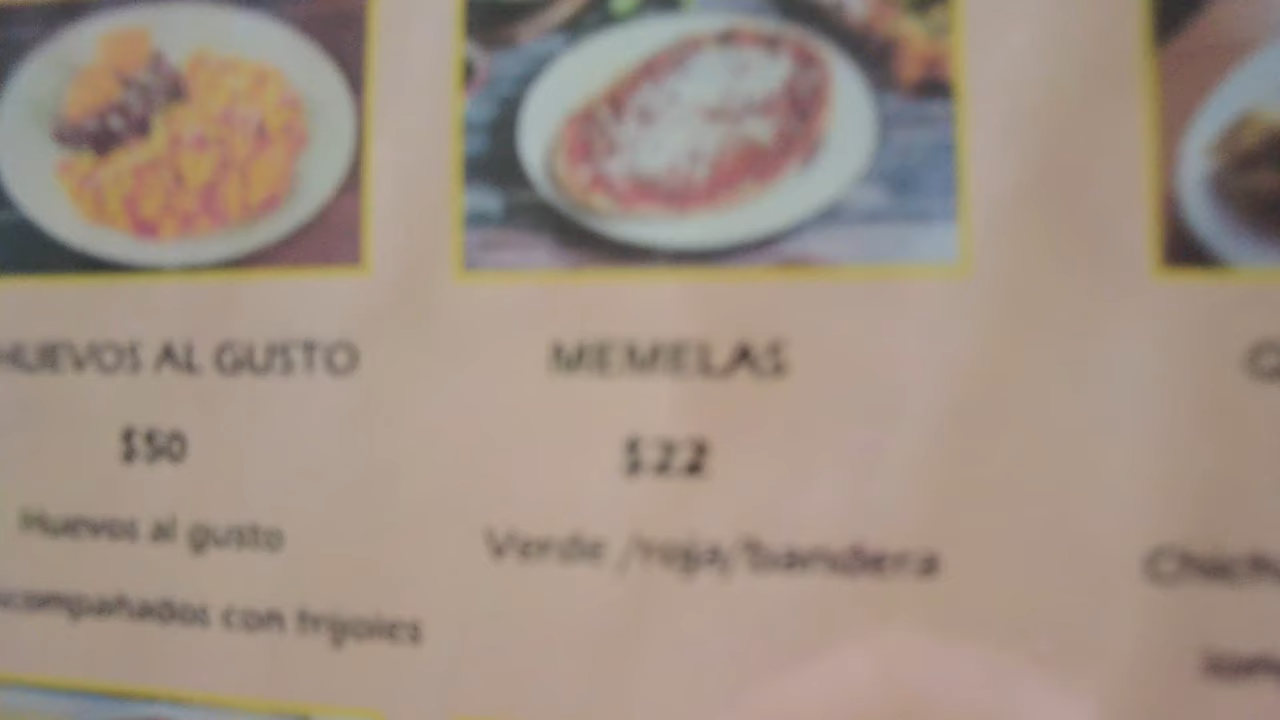 HUEVOS AL GUSTO
$50
Huevos al gusto
acompañados con frijoles
MEMELAS
$22
Verde /roja/bandera